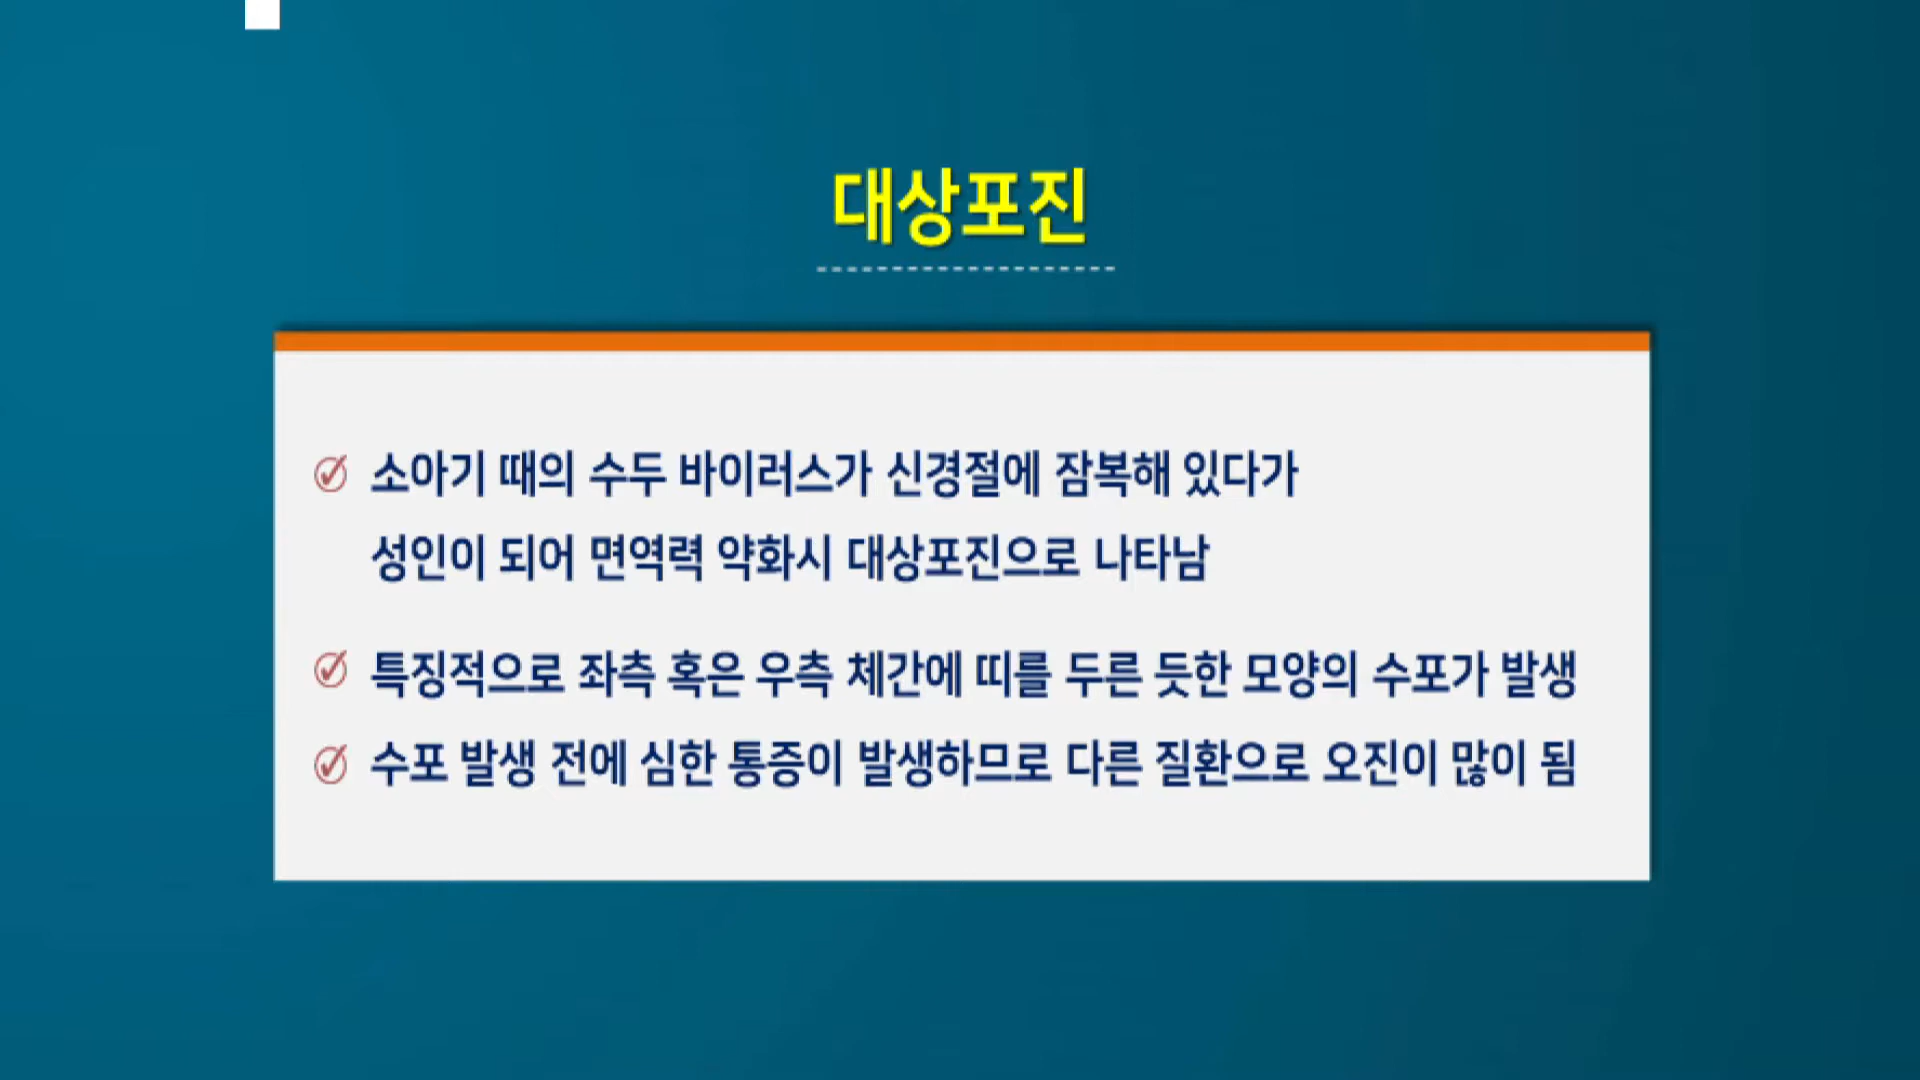 대상포진
소아기 때의 수두 바이러스가 신경절에 잠복해 있다가
성인이 되어 면역력 약화시 대상포진으로 나타남
특징적으로 좌측 혹은 우측 체간에 띠를 두른 듯한 모양의 수포가 발생
수포 발생 전에 심한 통증이 발생하므로 다른 질환으로 오진이 많이 됨